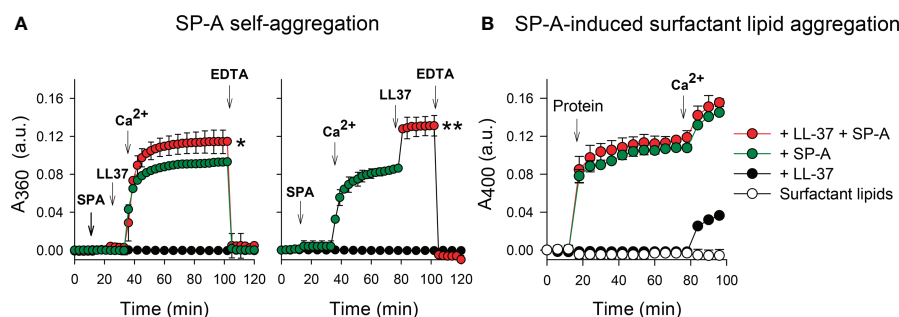 A SP-A self-aggregation
B SP-A-induced surfactant lipid aggregation
EDTA
Ca2+
LL37
SPA
*
A360 (a.u.)
0.16
0.12
0.08
0.04
0.00
0 20 40 60 80 100 120
Time (min)
EDTA
LL37
Ca2+
SPA
**
0 20 40 60 80 100 120
Time (min)
Protein
Ca2+
A400 (a.u.)
0.16
0.12
0.08
0.04
0.00
0 20 40 60 80 100
Time (min)
+ LL-37 + SP-A
+ SP-A
+ LL-37
Surfactant lipids